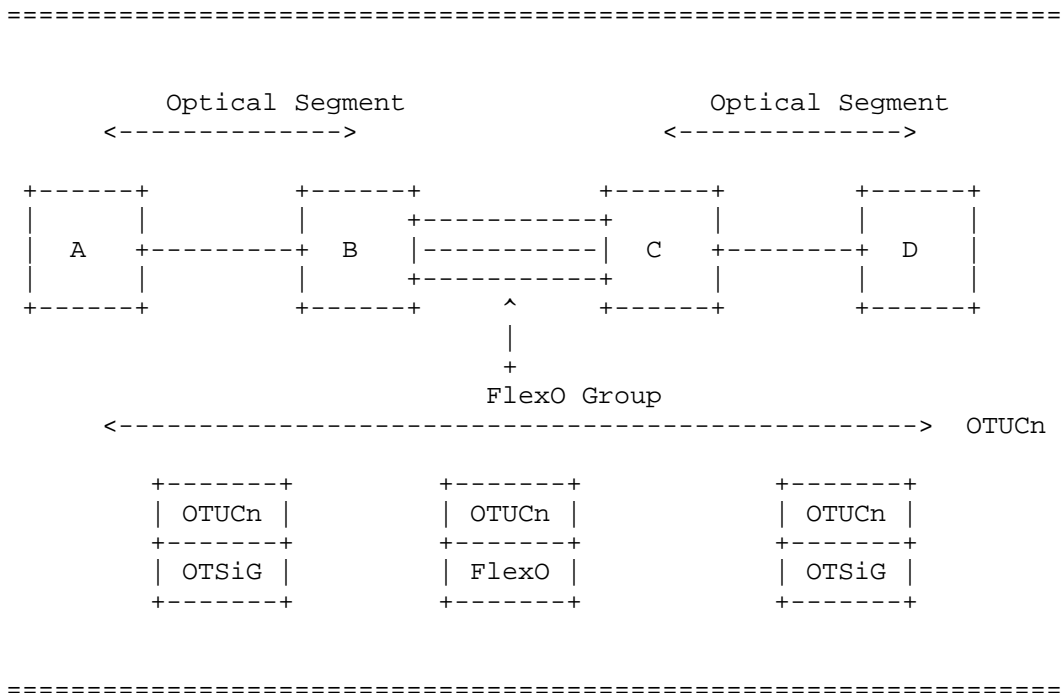 Optical Segment Optical Segment
A B C D
FlexO Group
OTUCn
OTUCn OTUCn OTUCn
OTSiG FlexO OTSiG